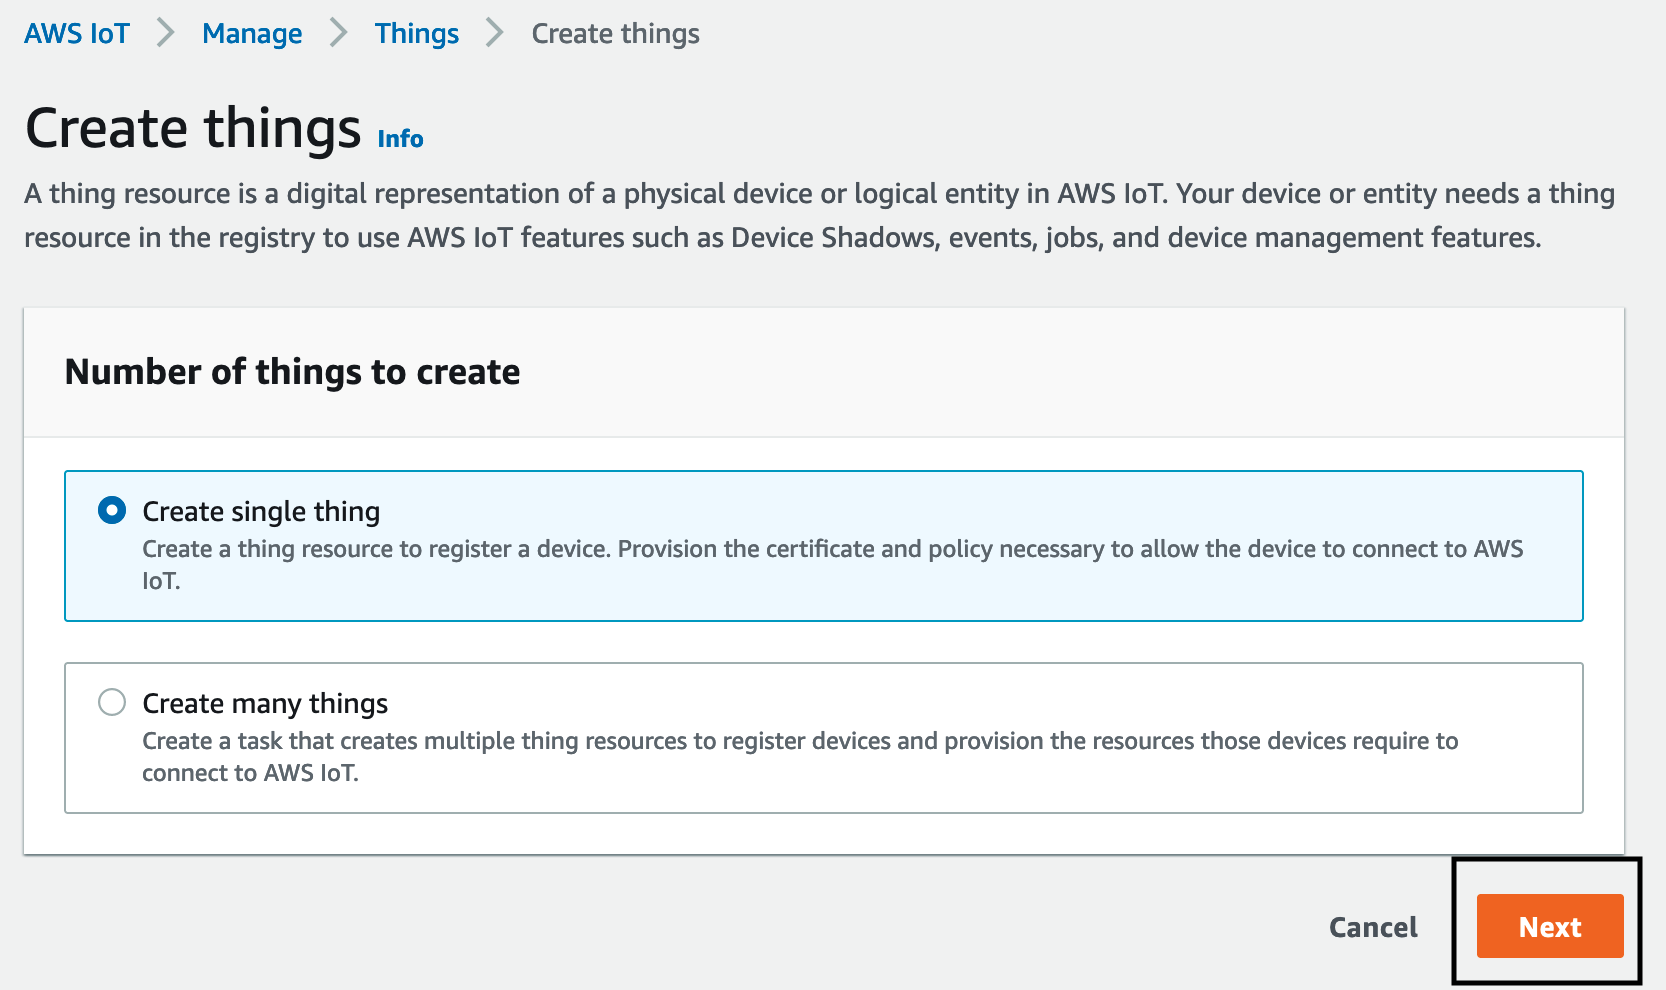 AWS IoT > Manage > Things > Create things
Create things Info
A thing resource is a digital representation of a physical device or logical entity in AWS IoT. Your device or entity needs a thing
resource in the registry to use AWS IoT features such as Device Shadows, events, jobs, and device management features.
Number of things to create
Create single thing
Create a thing resource to register a device. Provision the certificate and policy necessary to allow the device to connect to AWS
IoT.
Create many things
Create a task that creates multiple thing resources to register devices and provision the resources those devices require to
connect to AWS IoT.
Cancel Next